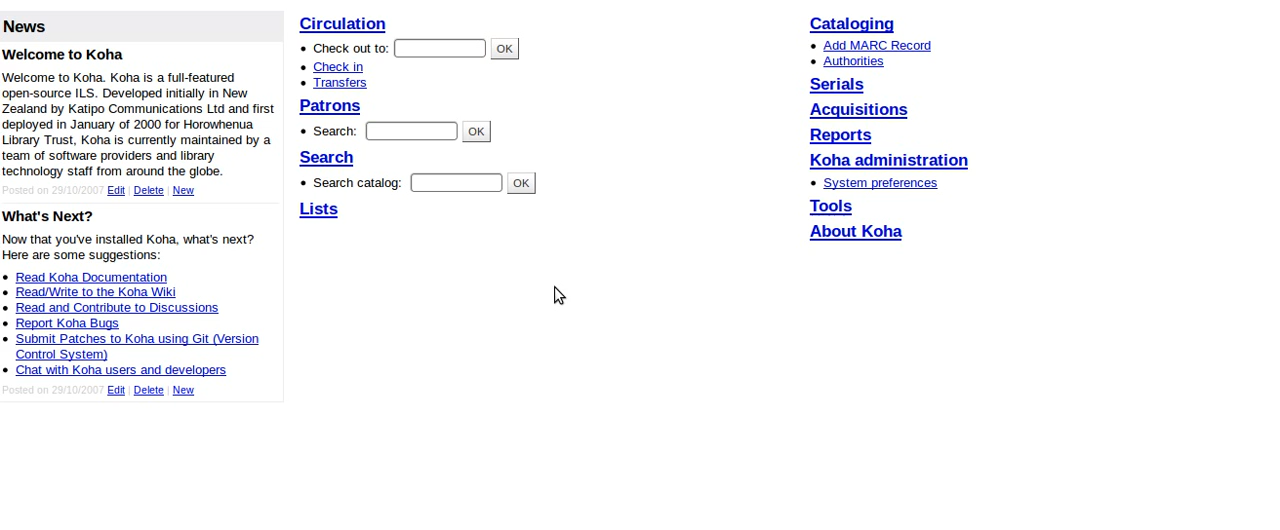 News
Welcome to Koha
Welcome to Koha. Koha is a full-featured
open-source ILS. Developed initially in New
Zealand by Katipo Communications Ltd and first
deployed in January of 2000 for Horowhenua
Library Trust, Koha is currently maintained by a
team of software providers and library
technology staff from around the globe.
Posted on 29/10/2007 Edit | Delete | New
What's Next?
Now that you've installed Koha, what's next?
Here are some suggestions:
Read Koha Documentation
Read/Write to the Koha Wiki
Read and Contribute to Discussions
Report Koha Bugs
Submit Patches to Koha using Git (Version
Control System)
Chat with Koha users and developers
Posted on 29/10/2007 Edit | Delete | New
Circulation
Check out to: OK
Check in
Transfers
Patrons
Search: OK
Search
Search catalog: OK
Lists
Cataloging
Add MARC Record
Authorities
Serials
Acquisitions
Reports
Koha administration
System preferences
Tools
About Koha